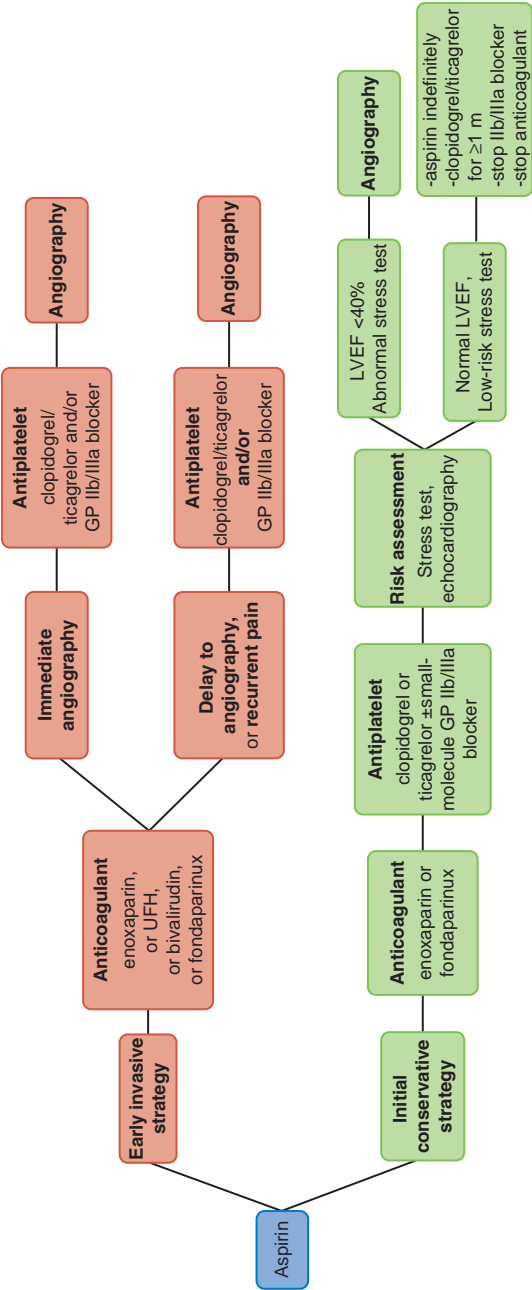 Aspirin
Early invasive
strategy
Anticoagulant
enoxaparin,
or UFH,
or bivalirudin,
or fondaparinux
Immediate
angiography
Antiplatelet
clopidogrel/
ticagrelor and/or
GP IIb/IIIa blocker
Angiography
Delay to
angiography,
or recurrent pain
Antiplatelet
clopidogrel/ticagrelor
and/or
GP IIb/IIIa blocker
Angiography
Initial
conservative
strategy
Anticoagulant
enoxaparin or
fondaparinux
Antiplatelet
clopidogrel or
ticagrelor ±small-
molecule GP IIb/IIIa
blocker
Risk assessment
Stress test,
echocardiography
LVEF <40%
Abnormal stress test
Angiography
Normal LVEF,
Low-risk stress test
-aspirin indefinitely
-clopidogrel/ticagrelor
for ≥1 m
-stop IIb/IIIa blocker
-stop anticoagulant